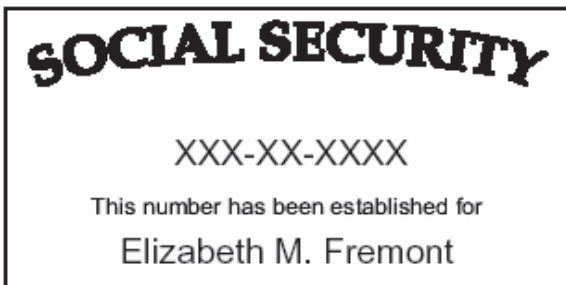 SOCIAL SECURITY
XXX-XX-XXXX
This number has been established for
Elizabeth M. Fremont